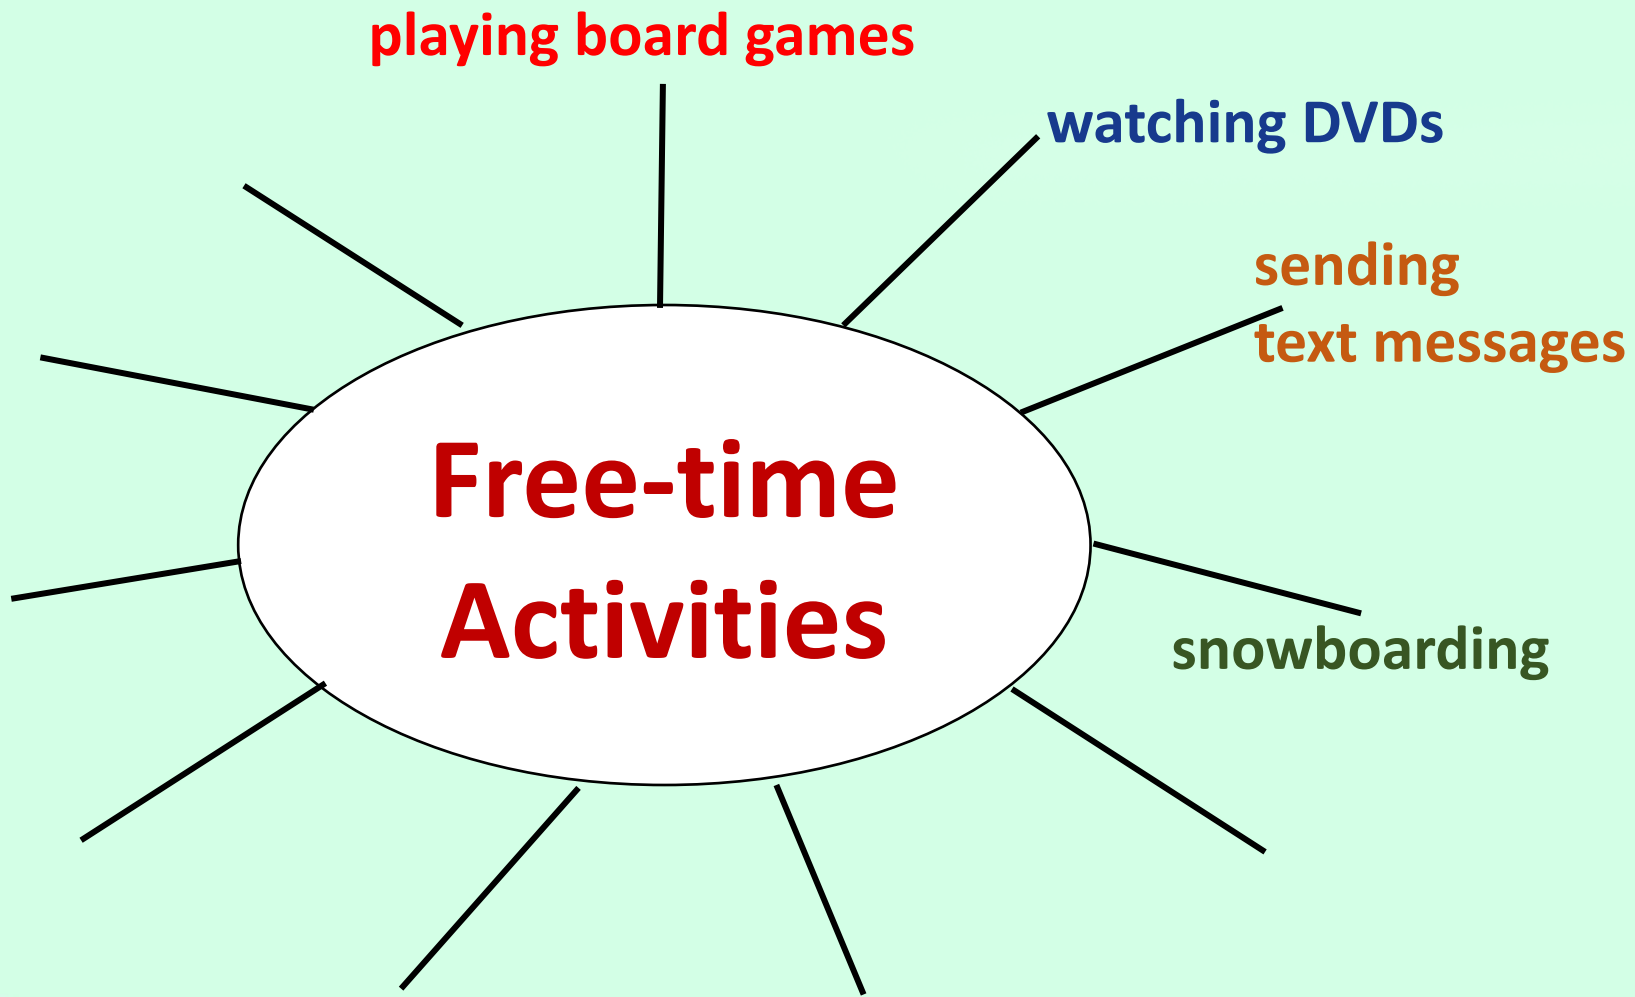 playing board games
watching DVDs
sending
text messages
Free-time
Activities
snowboarding